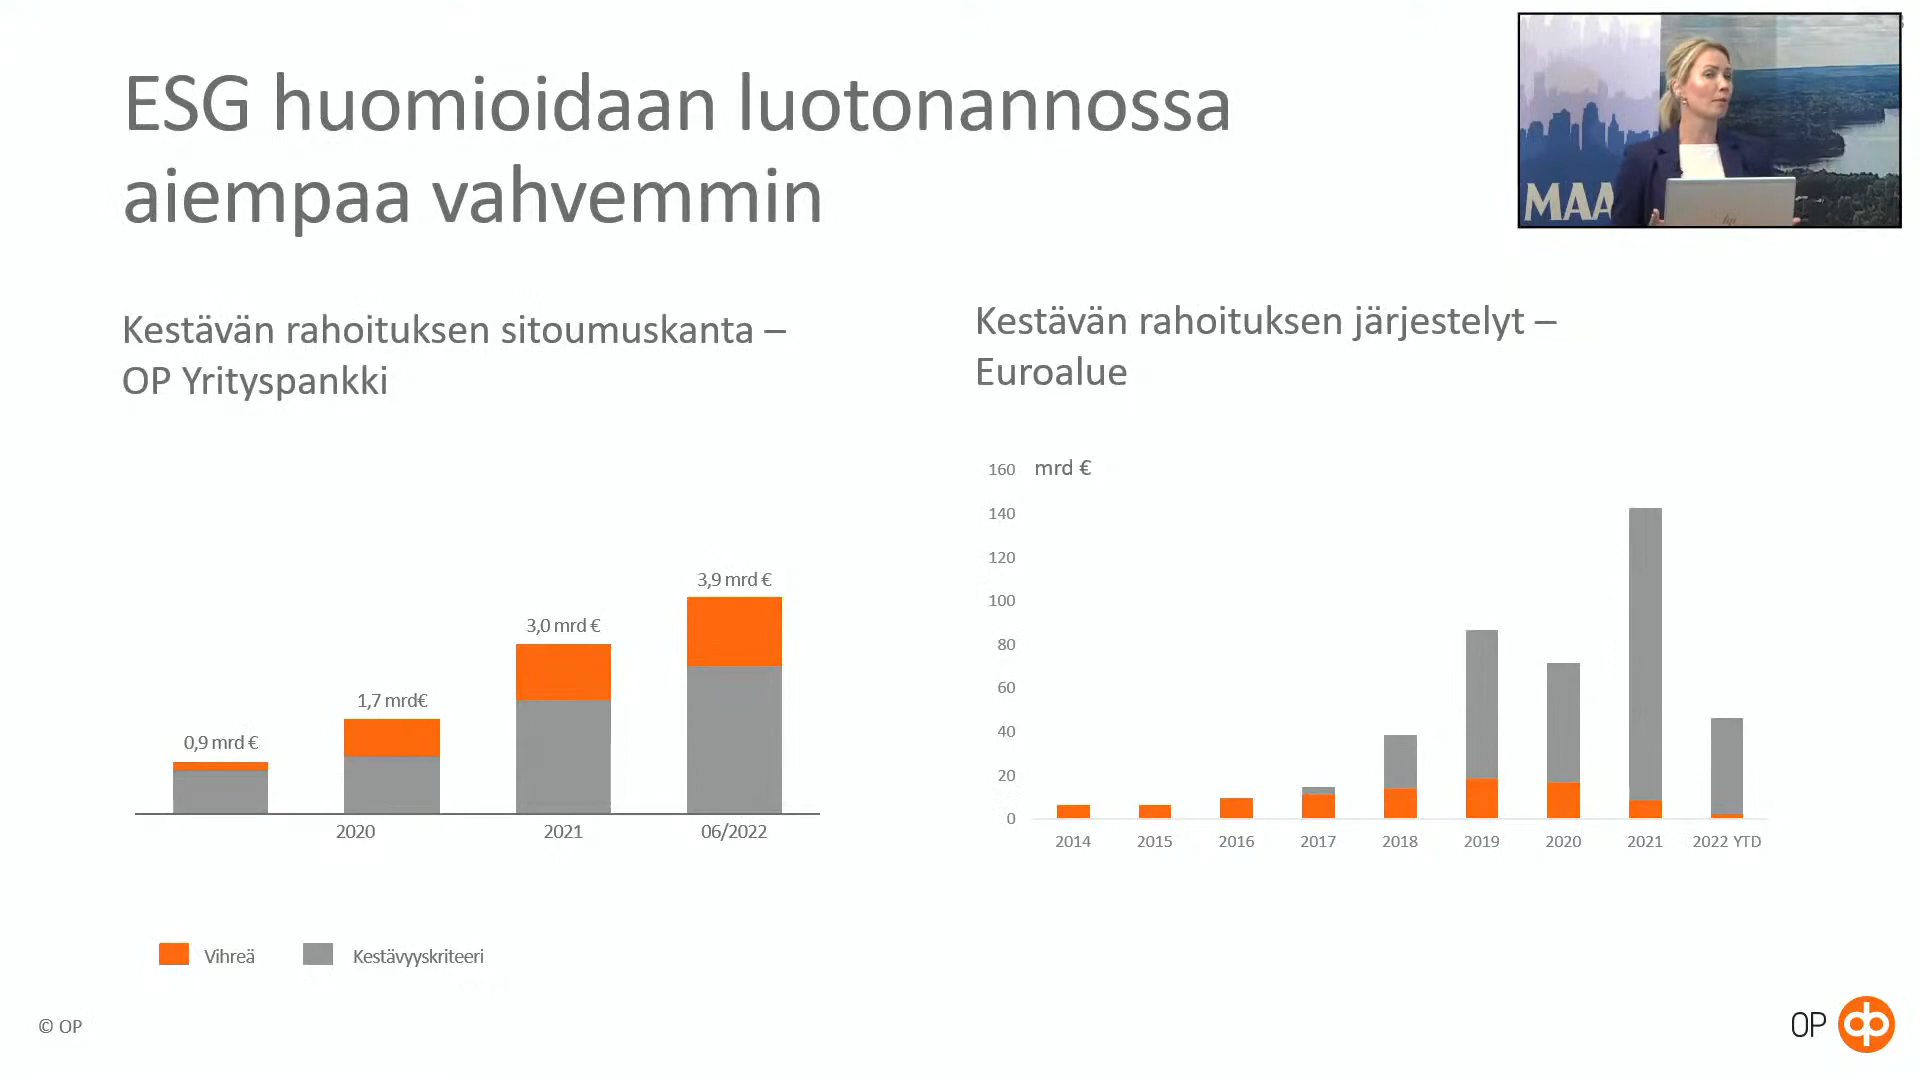 ESG huomioidaan luotonannossa
aiempaa vahvemmin
MAA
Kestävän rahoituksen sitoumuskanta –
OP Yrityspankki
0,9 mrd €
1,7 mrd€
3,0 mrd €
3,9 mrd €
2020
2021
06/2022
Vihreä
Kestävyyskriteeri
Kestävän rahoituksen järjestelyt –
Euroalue
mrd €
160
140
120
100
80
60
40
20
0
2014
2015
2016
2017
2018
2019
2020
2021
2022 YTD
© OP
OP